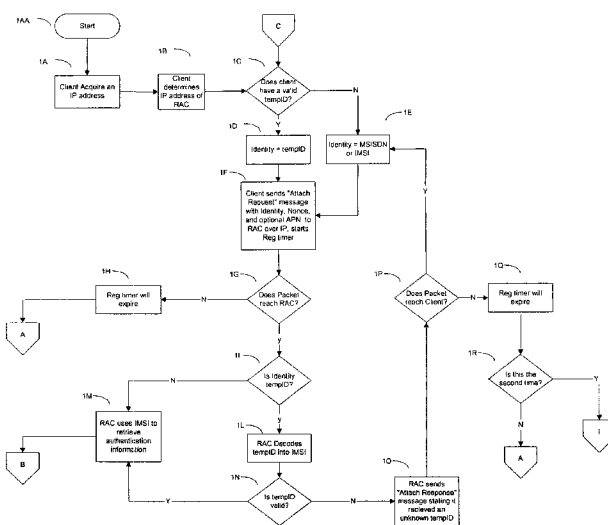 1AA
Start
C
1A
Client Acquire an
IP address
1B
Client
determines
IP address of
RAC
1C
Does client
have a valid
tempID?
N
Y
1D
Identity = tempID
1E
Identity = MSISDN
or IMSI
1F
Client sends "Attach
Request" message
with Identity, Nonce,
and optional APN to
RAC over IP, starts
Reg timer
Y
1H
Reg timer will
expire
A
N
1G
Does Packet
reach RAC?
y
1P
Does Packet
reach Client?
N
1Q
Reg timer will
expire
1R
Is this the
second time?
Y
N
A
1I
Is Identity
tempID?
N
y
1M
RAC uses IMSI to
retrieve
authentication
information
B
1L
RAC Decodes
tempID into IMSI
1N
Is tempID
valid?
Y
N
1O
RAC sends
"Attach Response"
message stating it
recieved an
unknown tempID